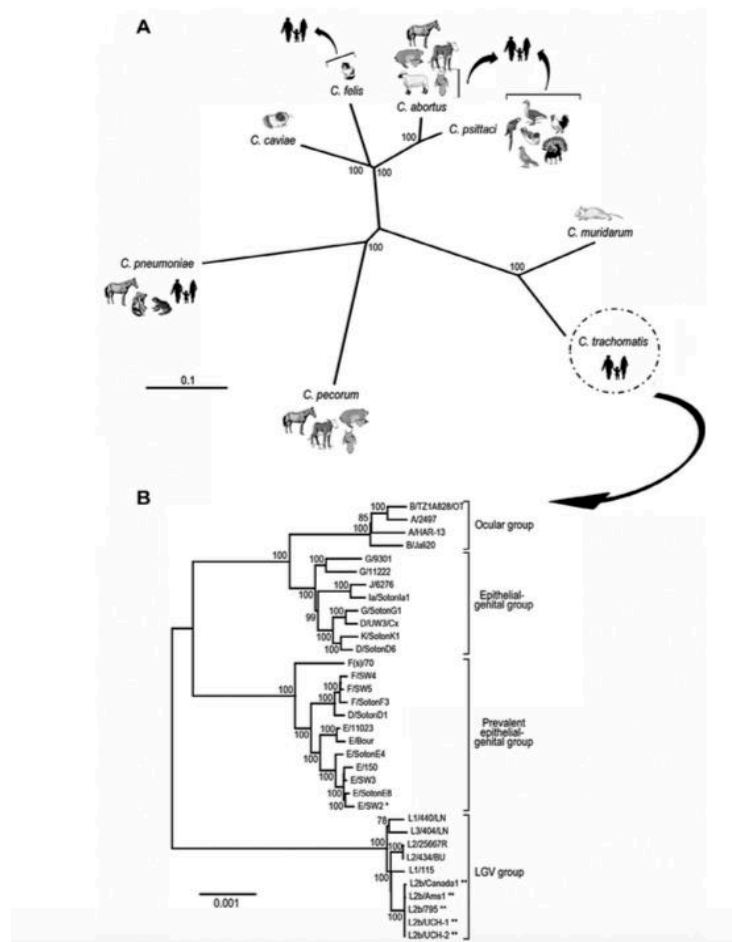 A
C. felis
C. abortus
C. caviae
C. psittaci
100
100
100
C. muridarum
100
C. pneumoniae
100
C. trachomatis
0.1
C. pecorum
B
100
B/TZ1A828/OT
85
A/2497
100
A/HAR-13
B/Jali20
Ocular group
100
100
G/9301
G/11222
100
100
J/6276
Ia/SotonIa1
99
100
G/SotonG1
D/UW3/Cx
100
100
K/SotonK1
D/SotonD6
Epithelial-
genital group
100
F(s)/70
100
F/SW4
F/SW5
100
F/SotonF3
D/SotonD1
100
100
E/11023
E/Bour
100
E/SotonE4
100
E/150
E/SW3
E/SotonE8
100
E/SW2 *
Prevalent
epithelial-
genital group
78
L1/440/LN
L3/404/LN
100
100
L2/25667R
L2/434/BU
L1/115
100
L2b/Canada1 **
L2b/Ams1 **
L2b/795 **
L2b/UCH-1 **
100
L2b/UCH-2 **
LGV group
0.001